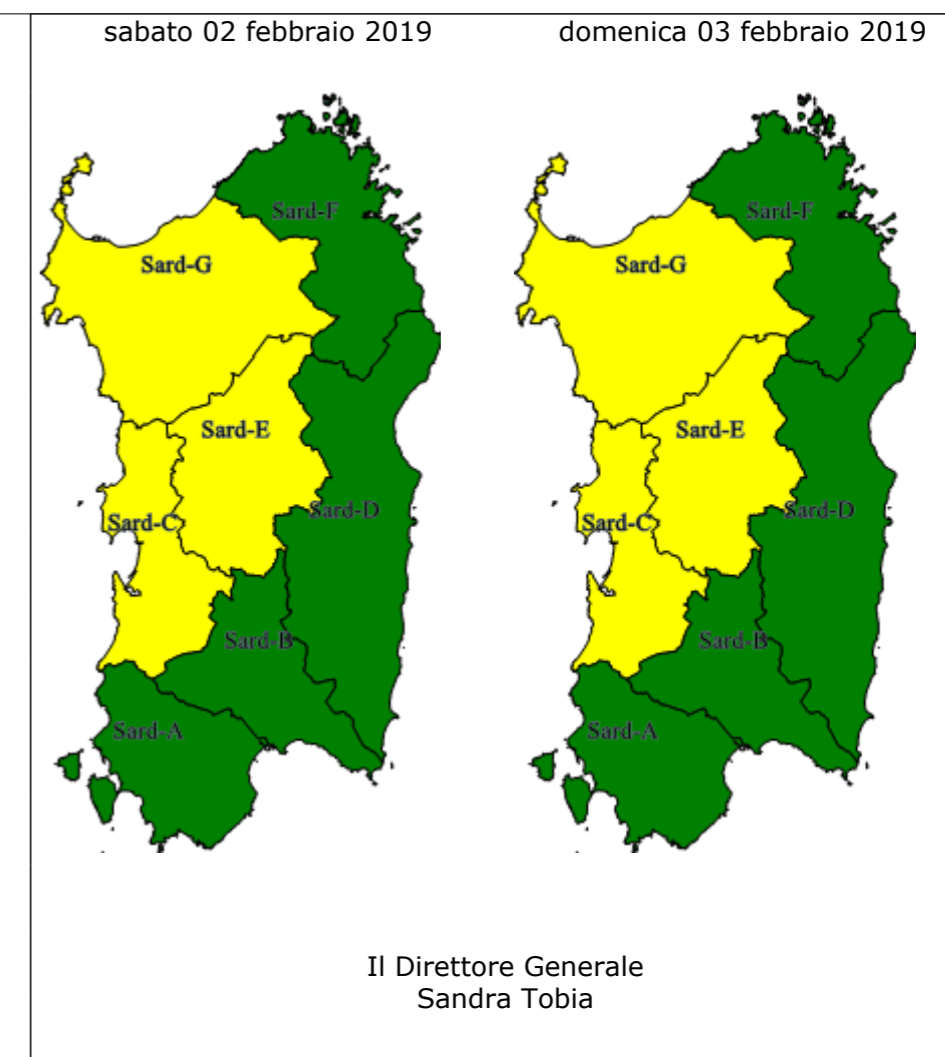 sabato 02 febbraio 2019
domenica 03 febbraio 2019
Sard-F
Sard-G
Sard-E
Sard-D
Sard-C
Sard-B
Sard-A
Sard-F
Sard-G
Sard-E
Sard-D
Sard-C
Sard-B
Sard-A
Il Direttore Generale
Sandra Tobia